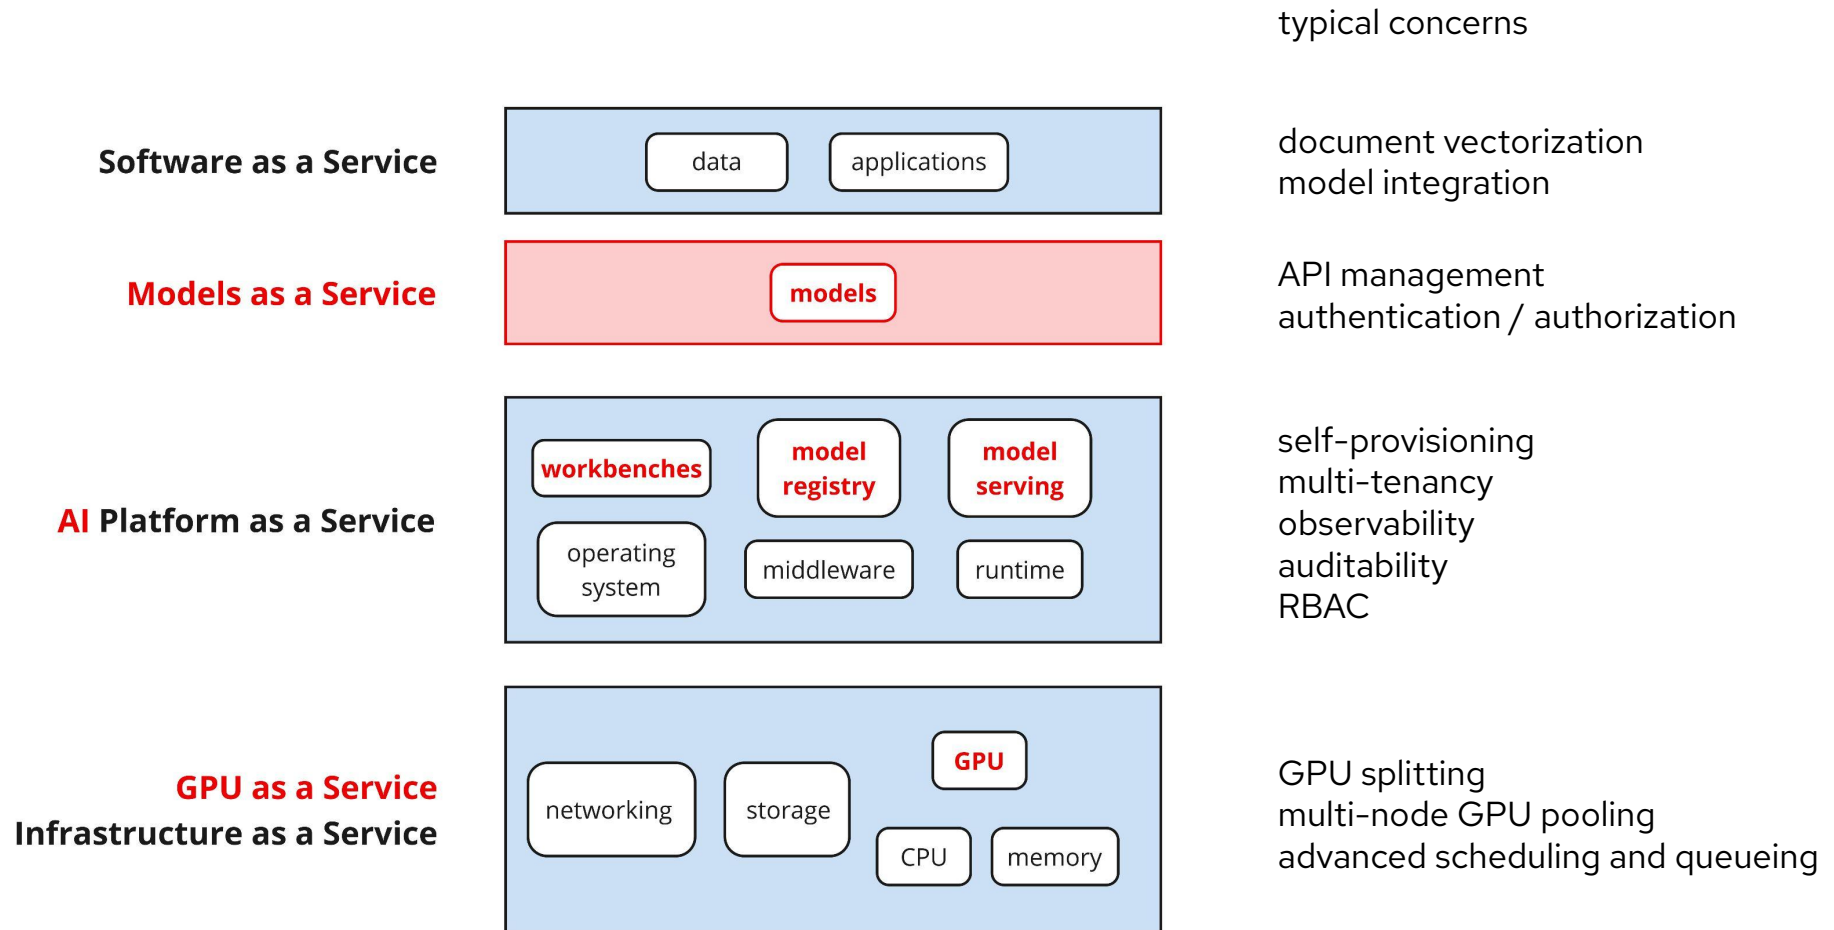 typical concerns
Software as a Service
data
applications
document vectorization
model integration
Models as a Service
models
API management
authentication / authorization
AI Platform as a Service
workbenches
model
registry
model
serving
operating
system
middleware
runtime
self-provisioning
multi-tenancy
observability
auditability
RBAC
GPU as a Service
Infrastructure as a Service
networking
storage
GPU
CPU
memory
GPU splitting
multi-node GPU pooling
advanced scheduling and queueing